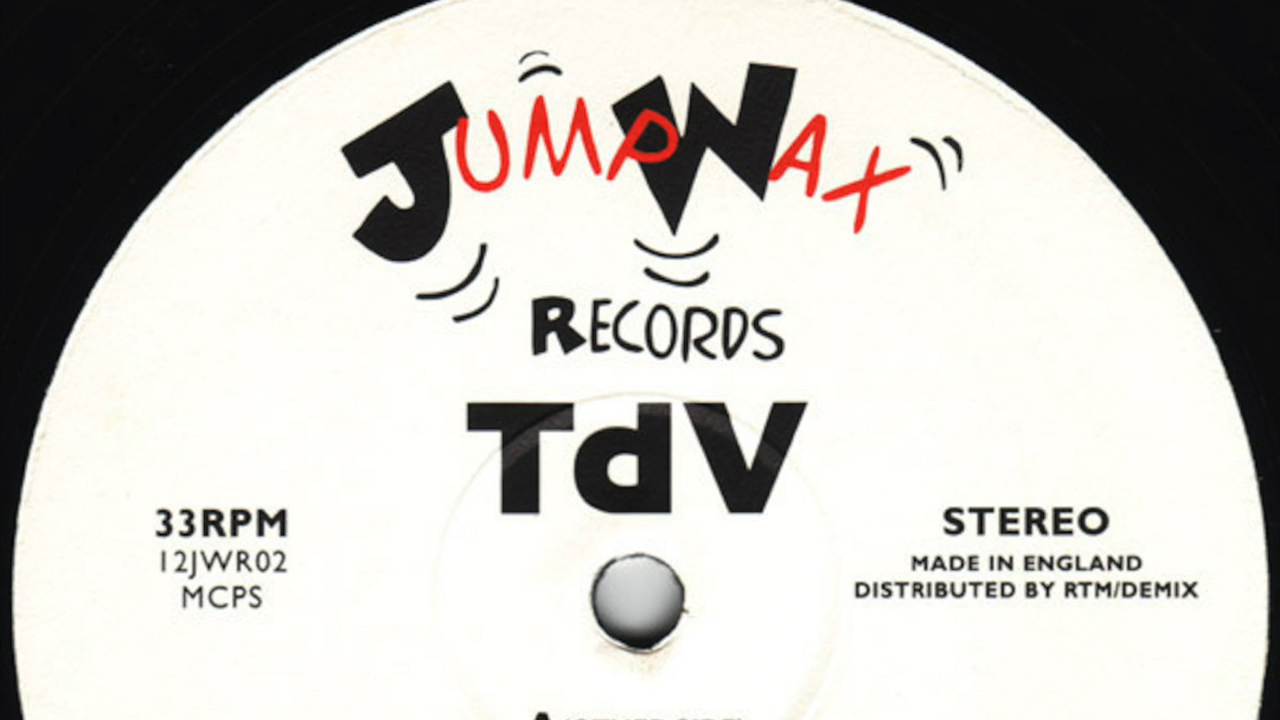 JUMPWAX
RECORDS
TdV
33RPM
12JWR02
MCPS
STEREO
MADE IN ENGLAND
DISTRIBUTED BY RTM/DEMIX